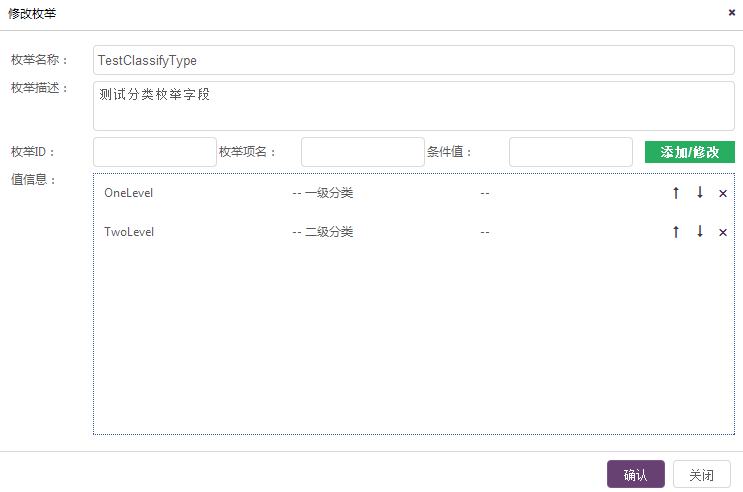 修改枚举 ×
枚举名称： TestClassifyType
枚举描述： 测试分类枚举字段
枚举ID： 枚举项名： 条件值： 添加/修改
值信息：
OneLevel -- 一级分类 -- ↑ ↓ ×
TwoLevel -- 二级分类 -- ↑ ↓ ×
确认 关闭